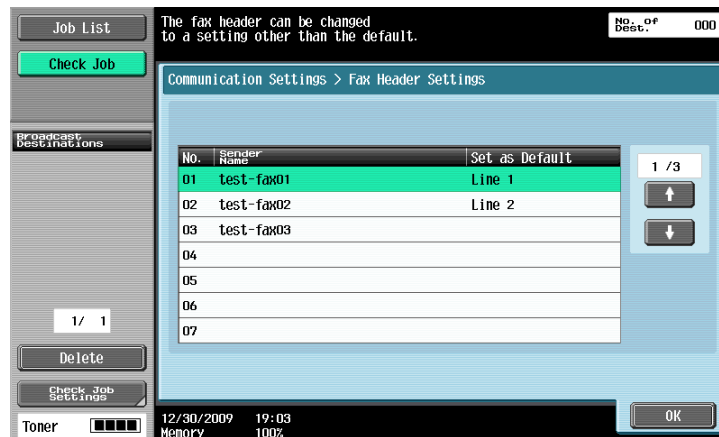 Job List
Check Job
The fax header can be changed
to a setting other than the default.
No. of
Dest.
000
Communication Settings > Fax Header Settings
Broadcast
Destinations
No. Sender
Name Set as Default
01 test-fax01 Line 1
02 test-fax02 Line 2
03 test-fax03
04
05
06
07
1 /3
1/ 1
Delete
Check Job
Settings
Toner
12/30/2009 19:03
Memory 100%
OK